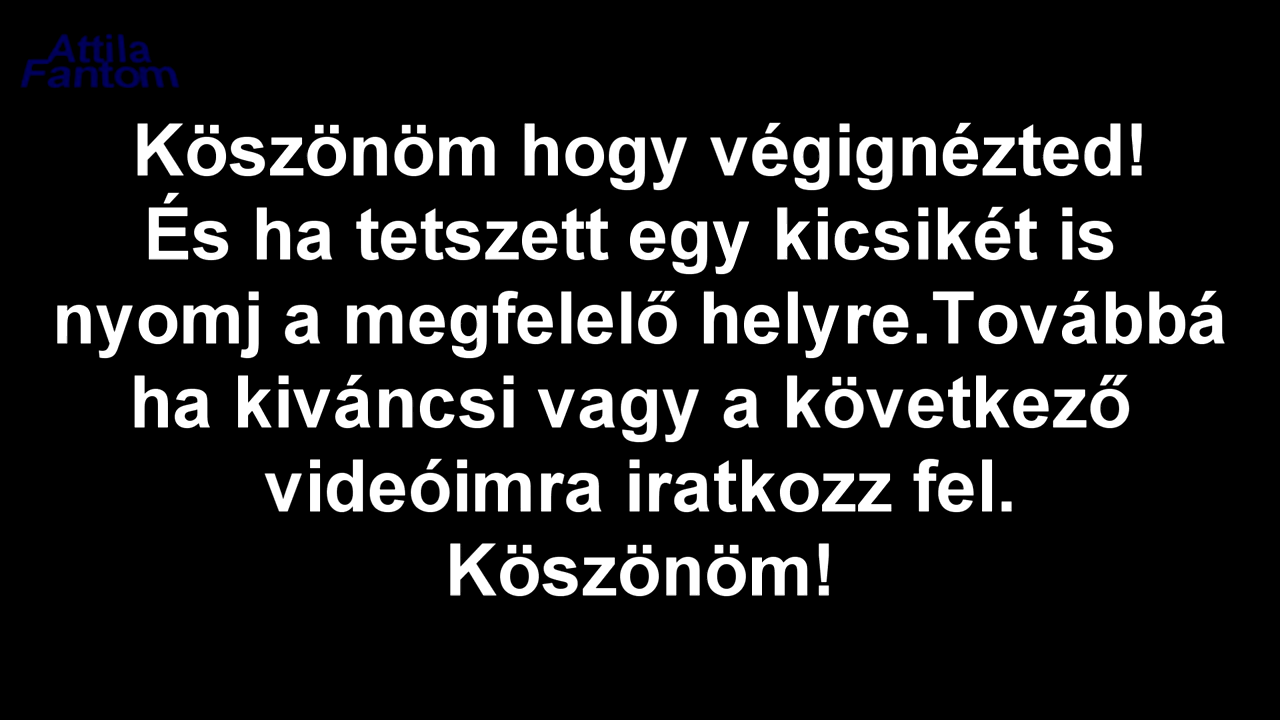 Attila
Fantom
Köszönöm hogy végignézted!
És ha tetszett egy kicsikét is
nyomj a megfelelő helyre.Továbbá
ha kiváncsi vagy a következő
videóimra iratkozz fel.
Köszönöm!